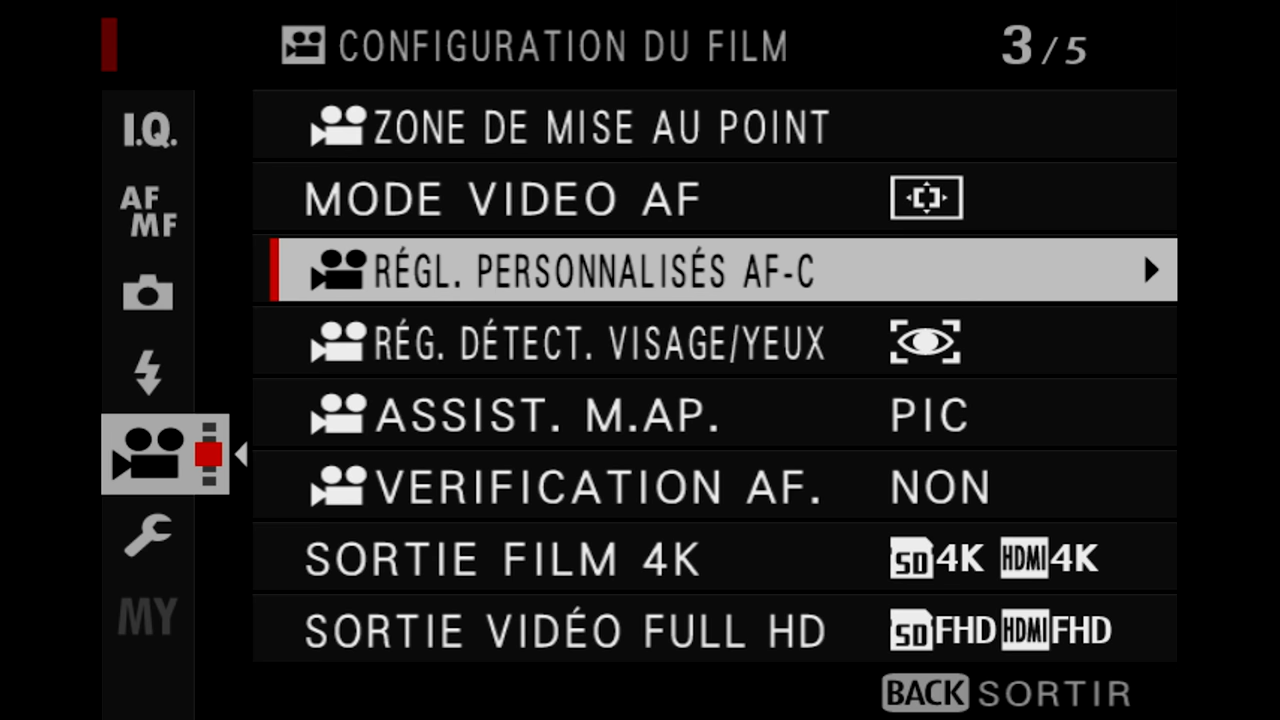 CONFIGURATION DU FILM 3/5
I.Q.
AF
MF
MY
ZONE DE MISE AU POINT
MODE VIDEO AF
RÉGL. PERSONNALISÉS AF-C
RÉG. DÉTECT. VISAGE/YEUX
ASSIST. M.AP. PIC
VERIFICATION AF. NON
SORTIE FILM 4K SD 4K HDMI 4K
SORTIE VIDÉO FULL HD SD FHD HDMI FHD
BACK SORTIR